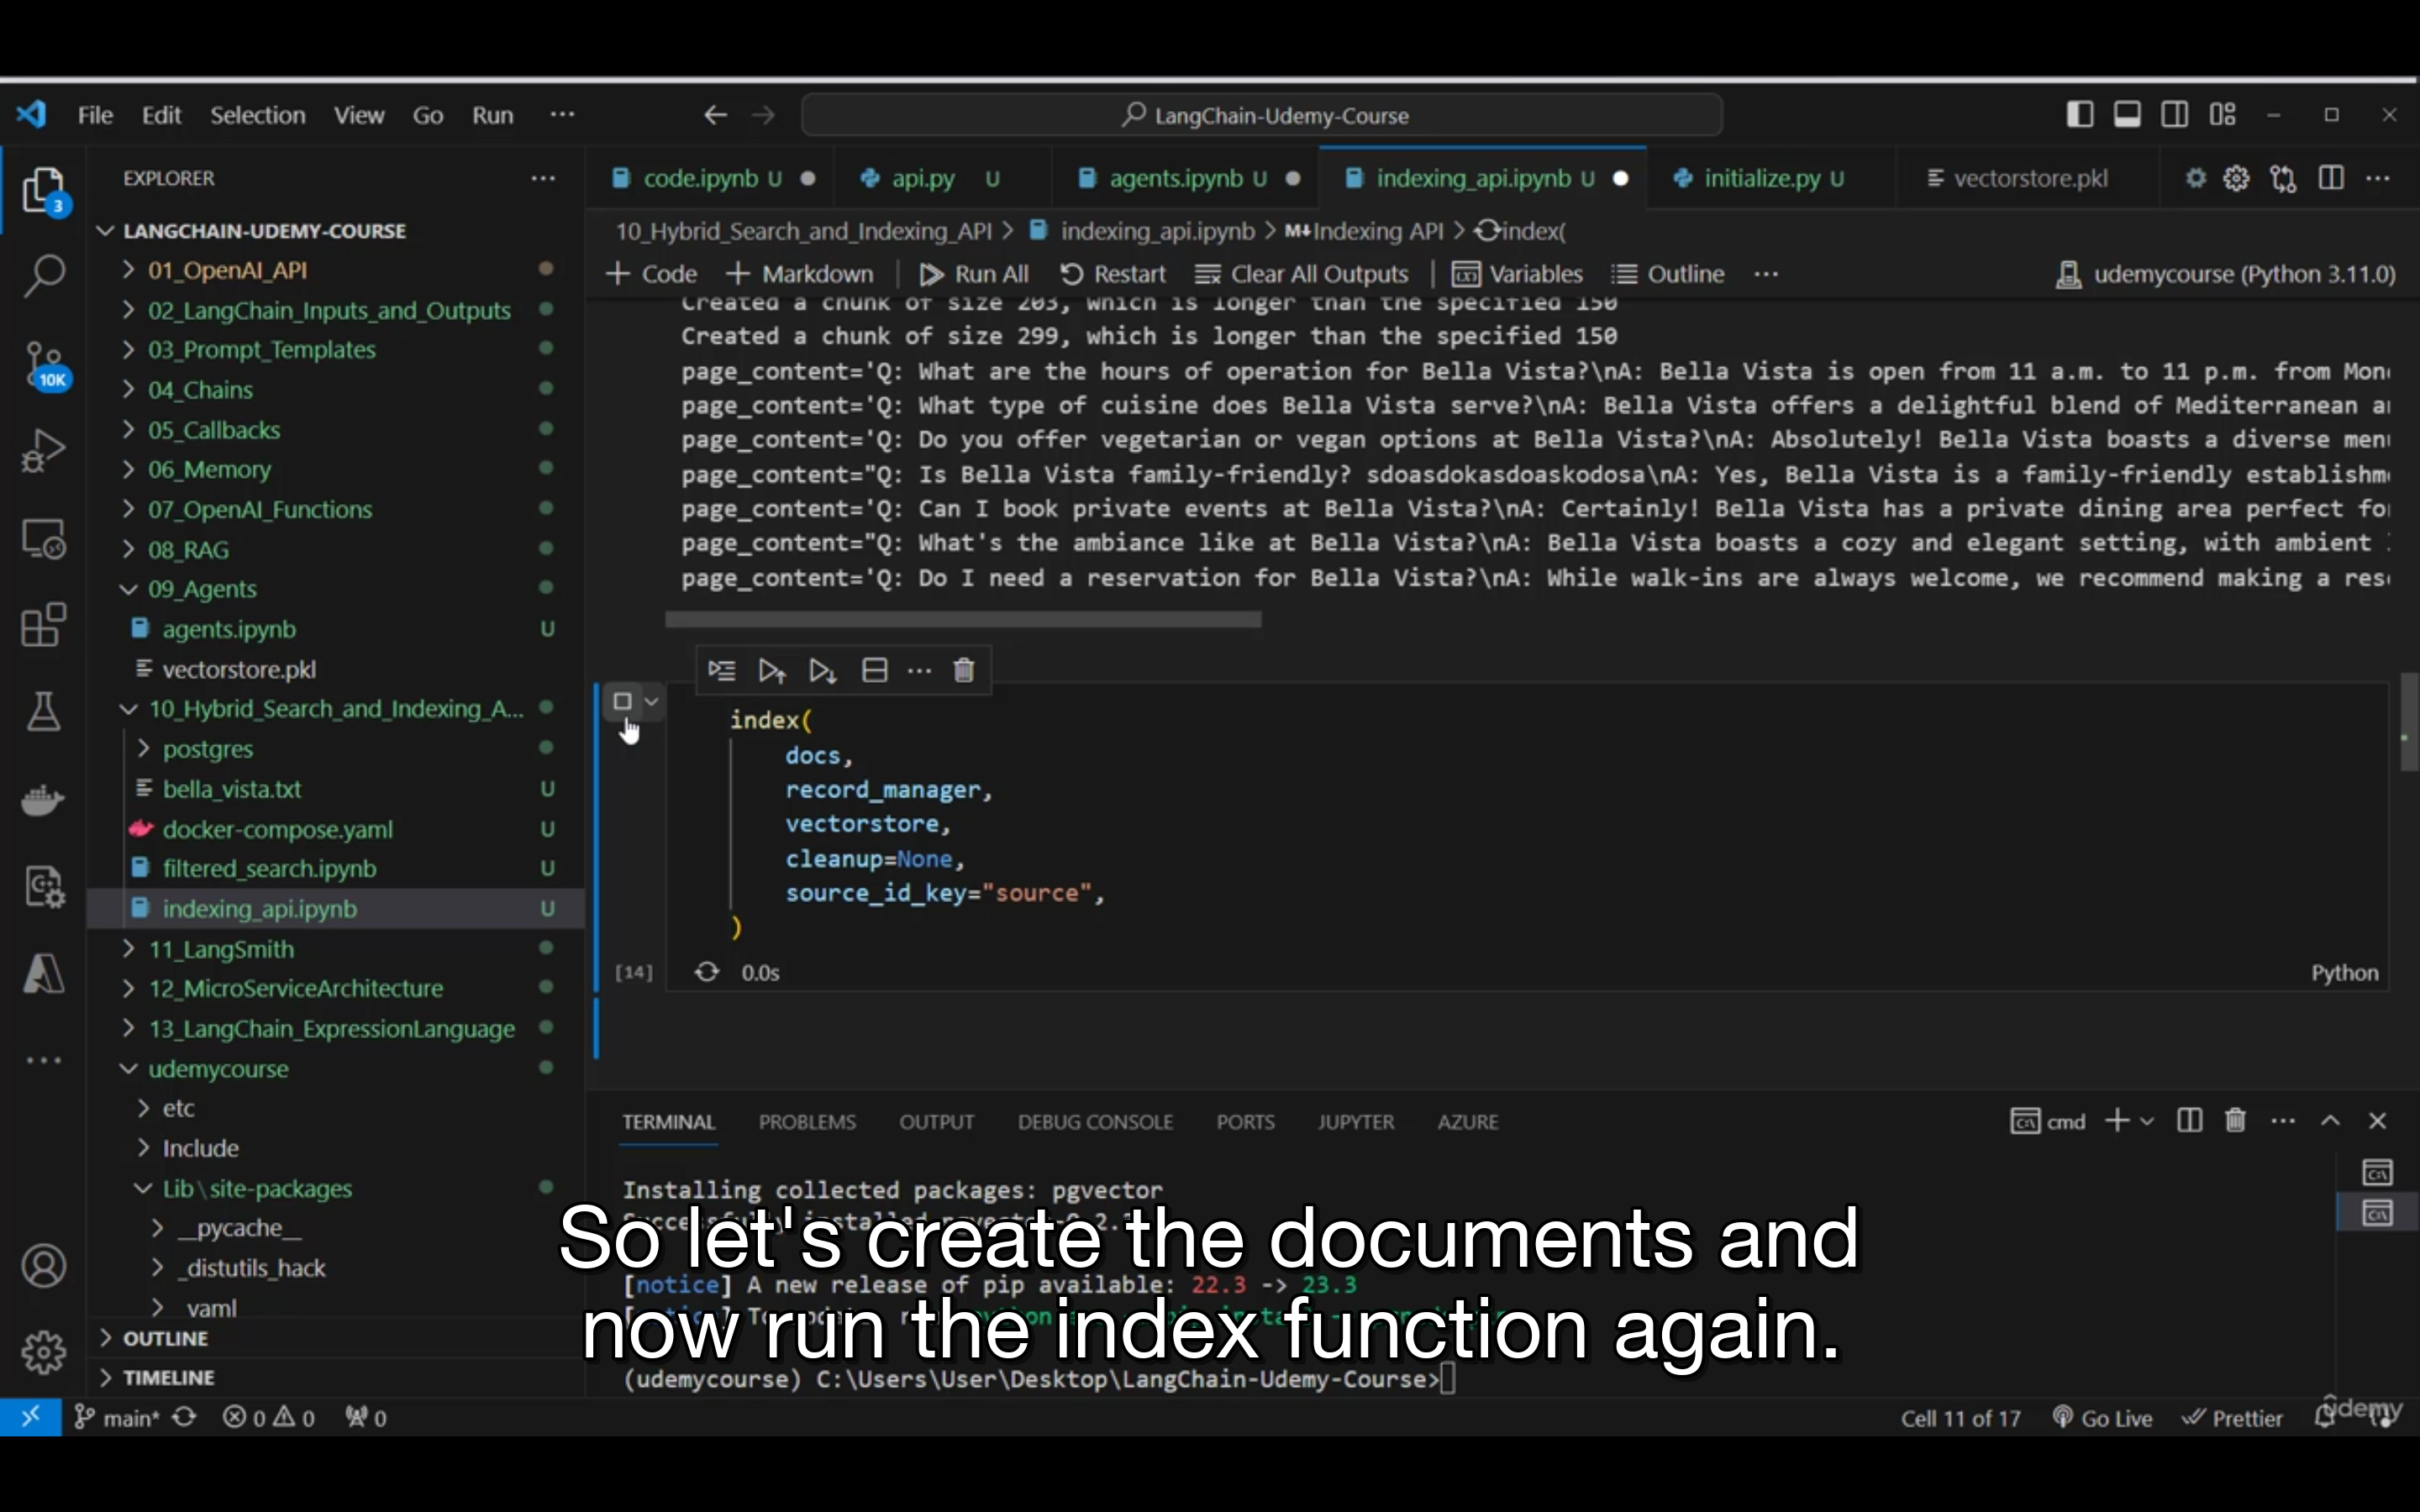 File Edit Selection View Go Run ···
LangChain-Udemy-Course
EXPLORER
code.ipynb U
api.py U
agents.ipynb U
indexing_api.ipynb U
initialize.py U
vectorstore.pkl
3
LANGCHAIN-UDEMY-COURSE
10_Hybrid_Search_and_Indexing_API > indexing_api.ipynb > M↓Indexing API > index(
+ Code + Markdown Run All Restart Clear All Outputs Variables Outline ··· udemycourse (Python 3.11.0)
01_OpenAI_API
02_LangChain_Inputs_and_Outputs
03_Prompt_Templates
10K
04_Chains
05_Callbacks
06_Memory
07_OpenAI_Functions
08_RAG
09_Agents
agents.ipynb U
vectorstore.pkl
10_Hybrid_Search_and_Indexing_A...
postgres
bella_vista.txt U
docker-compose.yaml U
filtered_search.ipynb U
indexing_api.ipynb U
11_LangSmith
12_MicroServiceArchitecture
13_LangChain_ExpressionLanguage
udemycourse
etc
Include
Lib\site-packages
__pycache__
_distutils_hack
yaml
OUTLINE
TIMELINE
Created a chunk of size 203, which is longer than the specified 150
Created a chunk of size 299, which is longer than the specified 150
page_content='Q: What are the hours of operation for Bella Vista?\nA: Bella Vista is open from 11 a.m. to 11 p.m. from Mon
page_content='Q: What type of cuisine does Bella Vista serve?\nA: Bella Vista offers a delightful blend of Mediterranean a
page_content='Q: Do you offer vegetarian or vegan options at Bella Vista?\nA: Absolutely! Bella Vista boasts a diverse men
page_content="Q: Is Bella Vista family-friendly? sdoasdokasdoaskodosa\nA: Yes, Bella Vista is a family-friendly establishm
page_content='Q: Can I book private events at Bella Vista?\nA: Certainly! Bella Vista has a private dining area perfect fo
page_content="Q: What's the ambiance like at Bella Vista?\nA: Bella Vista boasts a cozy and elegant setting, with ambient
page_content='Q: Do I need a reservation for Bella Vista?\nA: While walk-ins are always welcome, we recommend making a res
index(
docs,
record_manager,
vectorstore,
cleanup=None,
source_id_key="source",
)
[14] 0.0s Python
TERMINAL PROBLEMS OUTPUT DEBUG CONSOLE PORTS JUPYTER AZURE
cmd
Installing collected packages: pgvector
So let's create the documents and
[notice] A new release of pip available: 22.3 -> 23.3
now run the index function again.
(udemycourse) C:\Users\User\Desktop\LangChain-Udemy-Course>
main* 0 0 0
Cell 11 of 17 Go Live Prettier
udemy